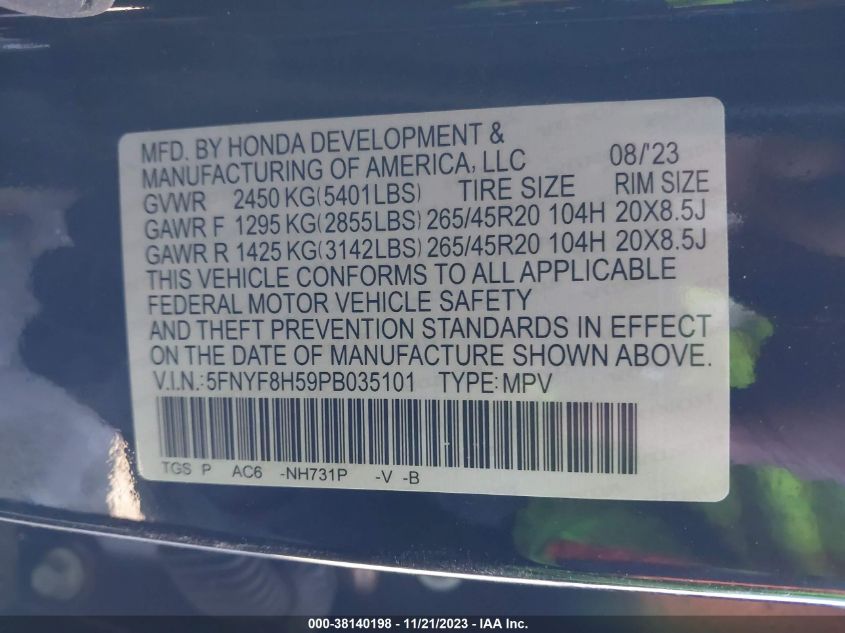 MFD. BY HONDA DEVELOPMENT &
MANUFACTURING OF AMERICA, LLC 08/'23
GVWR 2450 KG(5401LBS) TIRE SIZE RIM SIZE
GAWR F 1295 KG(2855LBS) 265/45R20 104H 20X8.5J
GAWR R 1425 KG(3142LBS) 265/45R20 104H 20X8.5J
THIS VEHICLE CONFORMS TO ALL APPLICABLE
FEDERAL MOTOR VEHICLE SAFETY
AND THEFT PREVENTION STANDARDS IN EFFECT
ON THE DATE OF MANUFACTURE SHOWN ABOVE.
V.I.N.: 5FNYF8H59PB035101 TYPE: MPV
TGS P AC6 -NH731P -V -B
000-38140198 - 11/21/2023 - IAA Inc.